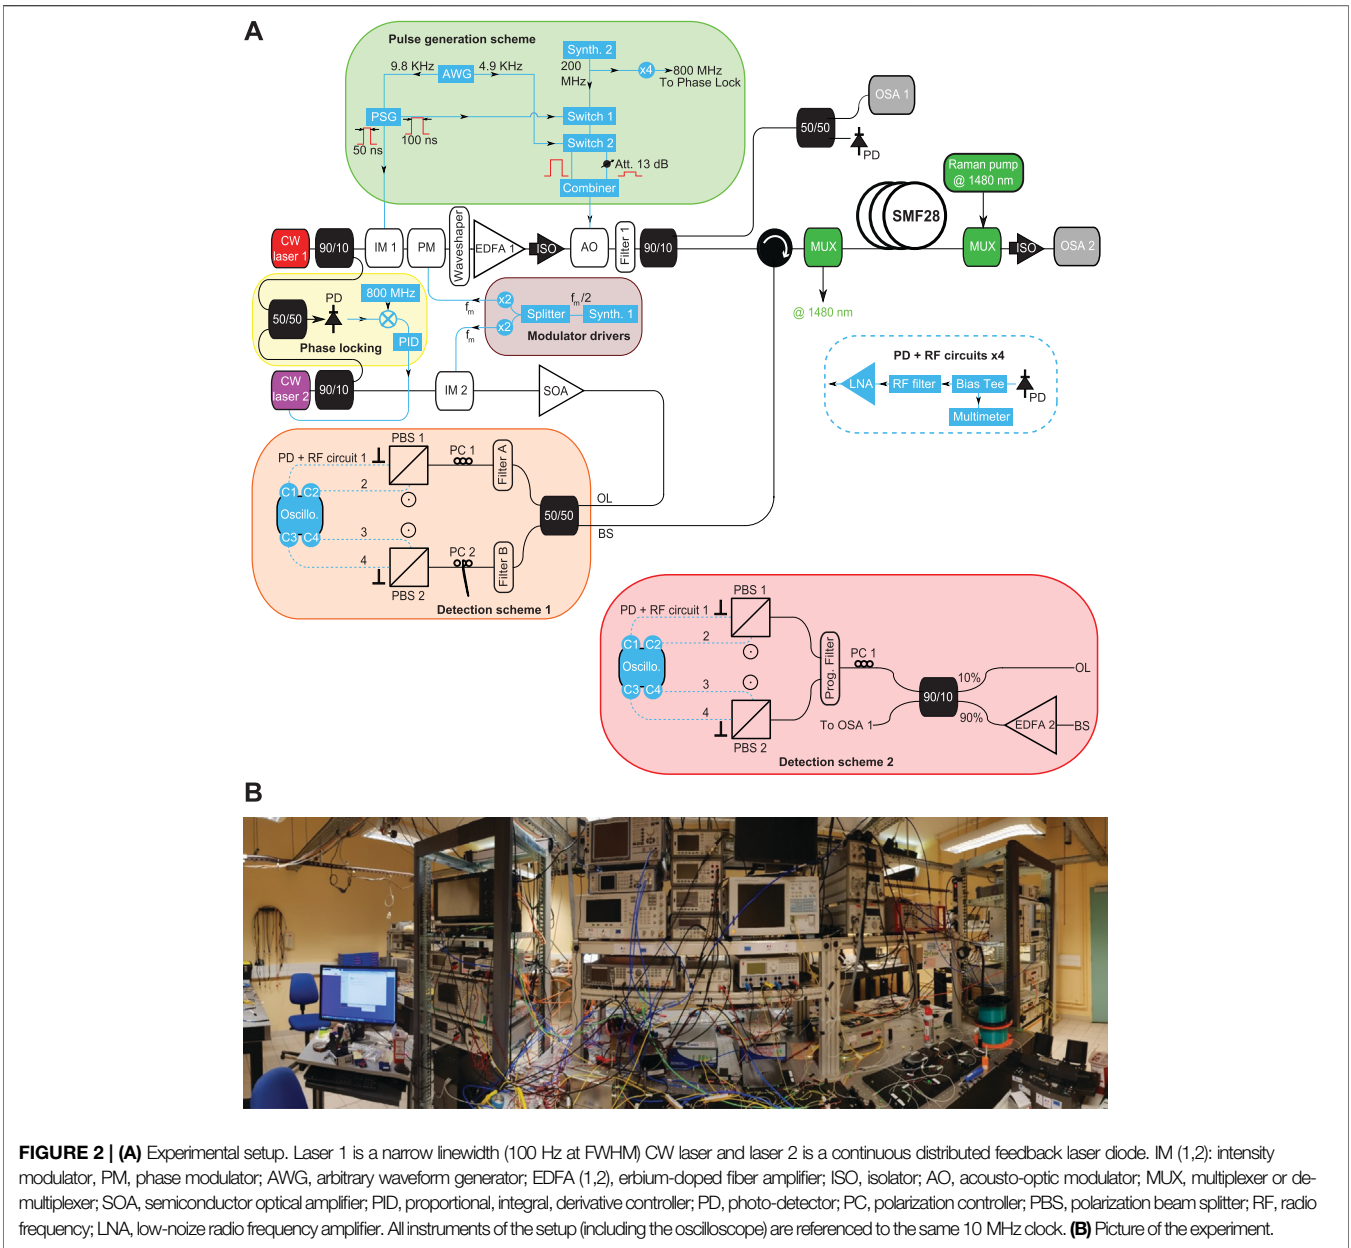 A
Pulse generation scheme
Synth. 2
9.8 KHz
AWG
4.9 KHz
200
MHz
x4
800 MHz
To Phase Lock
PSG
Switch 1
50 ns
100 ns
Switch 2
Att. 13 dB
Combiner
OSA 1
50/50
PD
Raman pump
@ 1480 nm
SMF28
CW
laser 1
90/10
IM 1
PM
Waveshaper
EDFA 1
ISO
AO
Filter 1
90/10
MUX
MUX
ISO
OSA 2
@ 1480 nm
800 MHz
PD
50/50
PID
Phase locking
x2
fm
fm/2
Splitter
Synth. 1
x2
fm
Modulator drivers
PD + RF circuits x4
LNA
RF filter
Bias Tee
PD
Multimeter
CW
laser 2
90/10
IM 2
SOA
PBS 1
PD + RF circuit 1
PC 1
Filter A
2
C1
C2
Oscillo.
C3
C4
3
4
50/50
OL
BS
PC 2
Filter B
PBS 2
Detection scheme 1
PBS 1
PD + RF circuit 1
2
C1
C2
Oscillo.
C3
C4
3
4
PBS 2
Prog. Filter
PC 1
10%
OL
90/10
To OSA 1
90%
EDFA 2
BS
Detection scheme 2
B
FIGURE 2 | (A) Experimental setup. Laser 1 is a narrow linewidth (100 Hz at FWHM) CW laser and laser 2 is a continuous distributed feedback laser diode. IM (1,2): intensity
modulator, PM, phase modulator; AWG, arbitrary waveform generator; EDFA (1,2), erbium-doped fiber amplifier; ISO, isolator; AO, acousto-optic modulator; MUX, multiplexer or de-
multiplexer; SOA, semiconductor optical amplifier; PID, proportional, integral, derivative controller; PD, photo-detector; PC, polarization controller; PBS, polarization beam splitter; RF, radio
frequency; LNA, low-noize radio frequency amplifier. All instruments of the setup (including the oscilloscope) are referenced to the same 10 MHz clock. (B) Picture of the experiment.